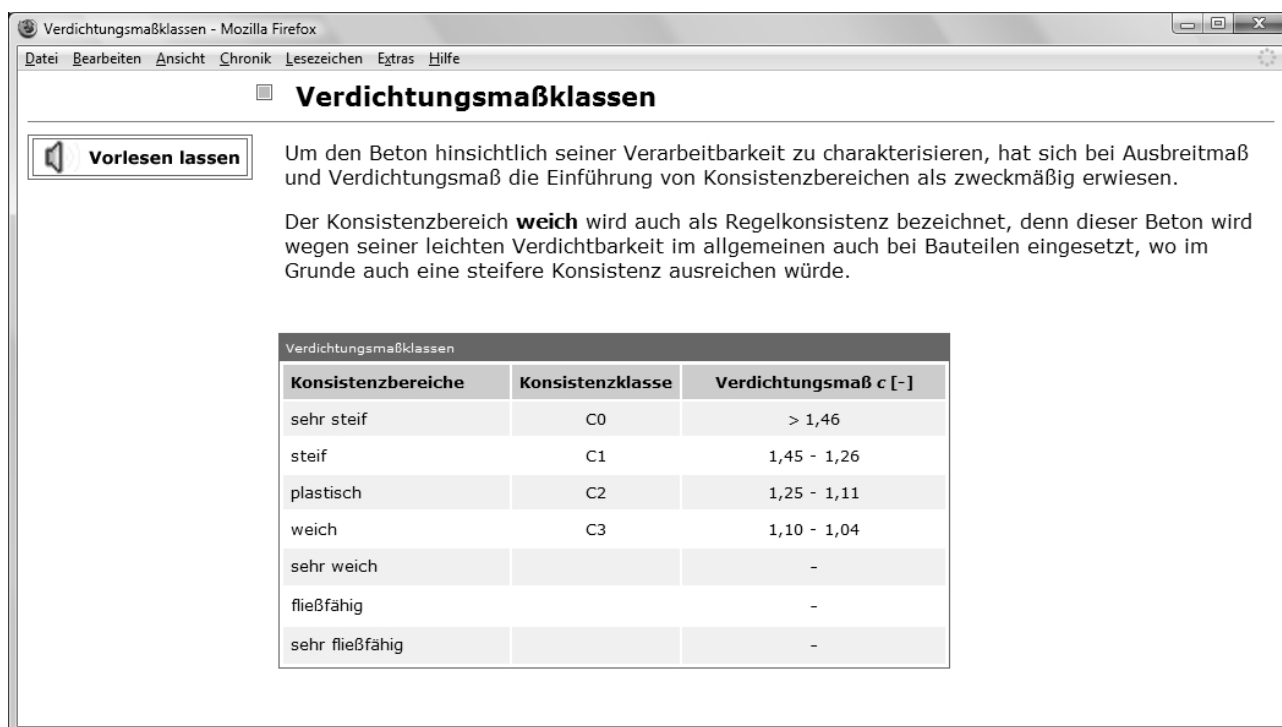 Verdichtungsmaßklassen - Mozilla Firefox
Datei Bearbeiten Ansicht Chronik Lesezeichen Extras Hilfe
Verdichtungsmaßklassen
Vorlesen lassen
Um den Beton hinsichtlich seiner Verarbeitbarkeit zu charakterisieren, hat sich bei Ausbreitmaß
und Verdichtungsmaß die Einführung von Konsistenzbereichen als zweckmäßig erwiesen.
Der Konsistenzbereich weich wird auch als Regelkonsistenz bezeichnet, denn dieser Beton wird
wegen seiner leichten Verdichtbarkeit im allgemeinen auch bei Bauteilen eingesetzt, wo im
Grunde auch eine steifere Konsistenz ausreichen würde.
Verdichtungsmaßklassen
Konsistenzbereiche Konsistenzklasse Verdichtungsmaß c [-]
sehr steif C0 > 1,46
steif C1 1,45 - 1,26
plastisch C2 1,25 - 1,11
weich C3 1,10 - 1,04
sehr weich -
fließfähig -
sehr fließfähig -